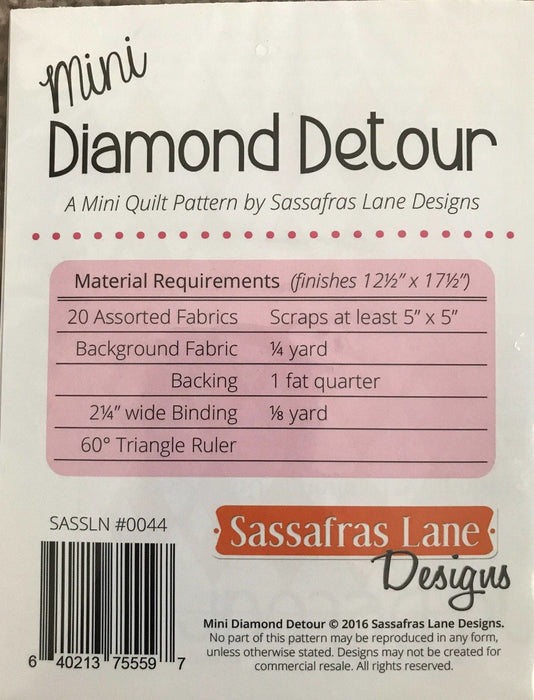 mini
Diamond Detour
A Mini Quilt Pattern by Sassafras Lane Designs
Material Requirements (finishes 12½” x 17½”)
20 Assorted Fabrics Scraps at least 5” x 5”
Background Fabric ¼ yard
Backing 1 fat quarter
2¼” wide Binding ⅛ yard
60° Triangle Ruler
SASSLN #0044
Sassafras Lane
Designs
6 40213 75559 7
Mini Diamond Detour © 2016 Sassafras Lane Designs.
No part of this pattern may be reproduced in any form,
unless otherwise stated. Designs may not be created for
commercial resale. All rights reserved.